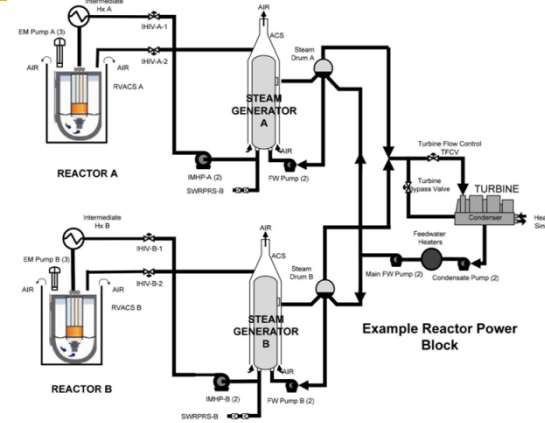 Intermediate
Hx A
EM Pump A (3)
IHIV-A-1
IHIV-A-2
AIR
AIR
RVACS A
REACTOR A
AIR
ACS
Steam
Drum A
STEAM
GENERATOR
A
AIR
IMHP-A (2)
FW Pump (2)
SWRPRS-B
Turbine Flow Control
TFCV
Turbine
Bypass Valve
TURBINE
Condenser
Feedwater
Heaters
Main FW Pump (2)
Condensate Pump (2)
Intermediate
Hx B
EM Pump B (3)
IHIV-B-1
IHIV-B-2
AIR
AIR
RVACS B
REACTOR B
AIR
ACS
Steam
Drum B
STEAM
GENERATOR
B
AIR
IMHP-B (2)
FW Pump B (2)
SWRPRS-B
Example Reactor Power
Block